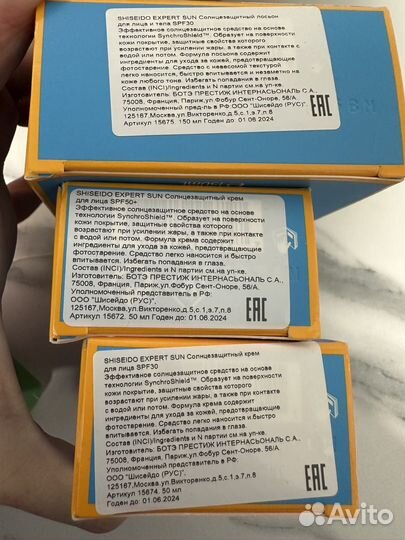 SHISEIDO EXPERT SUN Солнцезащитный лосьон
для лица и тела SPF30
Эффективное солнцезащитное средство на основе
технологии SynchroShield™. Образует на поверхности
кожи покрытие, защитные свойства которого
возрастают при усилении жары, а также при контакте
с водой или потом. Формула лосьона содержит
ингредиенты для ухода за кожей, предотвращающие
фотостарение. Средство с невесомой текстурой
легко наносится, быстро впитывается и незаметно на
коже любого тона. Избегать попадания в глаза.
Состав (INCI)/Ingredients и N партии см.на уп-ке.
Изготовитель: БОТЭ ПРЕСТИЖ ИНТЕРНАСЬОНАЛЬ С.А.,
75008, Франция, Париж,ул.Фобур Сент-Оноре, 56/А.
Уполномоченный пред-ль в РФ ООО "Шисейдо (РУС)",
125167,Москва,ул.Викторенко,д.5,с.1,э.7,п.8
Артикул 15675. 150 мл Годен до: 01 06 2024
EAC
SHISEIDO EXPERT SUN Солнцезащитный крем
для лица SPF50+
Эффективное солнцезащитное средство на основе
технологии SynchroShield™. Образует на поверхности
кожи покрытие, защитные свойства которого
возрастают при усилении жары, а также при контакте
с водой или потом. Формула крема содержит
ингредиенты для ухода за кожей, предотвращающие
фотостарение. Средство легко наносится и быстро
впитывается. Избегать попадания в глаза.
Состав (INCI) и N партии см.на уп-ке.
Изготовитель: БОТЭ ПРЕСТИЖ ИНТЕРНАСЬОНАЛЬ С.А.,
75008, Франция, Париж,ул.Фобур Сент-Оноре, 56/А.
Уполномоченный представитель в РФ:
ООО "Шисейдо (РУС)",
125167,Москва,ул.Викторенко,д.5,с.1,э.7,п.8
Артикул 15672. 50 мл Годен до: 01.06 2024
EAC
SHISEIDO EXPERT SUN Солнцезащитный крем
для лица SPF30
Эффективное солнцезащитное средство на основе
технологии SynchroShield™. Образует на поверхности
кожи покрытие, защитные свойства которого
возрастают при усилении жары, а также при контакте
с водой или потом. Формула крема содержит
ингредиенты для ухода за кожей, предотвращающие
фотостарение. Средство легко наносится и быстро
впитывается. Избегать попадания в глаза.
Состав (INCI)/Ingredients и N партии см.на уп-ке.
Изготовитель: БОТЭ ПРЕСТИЖ ИНТЕРНАСЬОНАЛЬ С.А.,
75008, Франция, Париж,ул.Фобур Сент-Оноре, 56/А
Уполномоченный представитель в РФ:
ООО "Шисейдо (РУС)",
125167,Москва,ул.Викторенко,д.5,с.1,э.7,п.8
Артикул 15674. 50 мл
Годен до: 01 06 2024
EAC
Avito